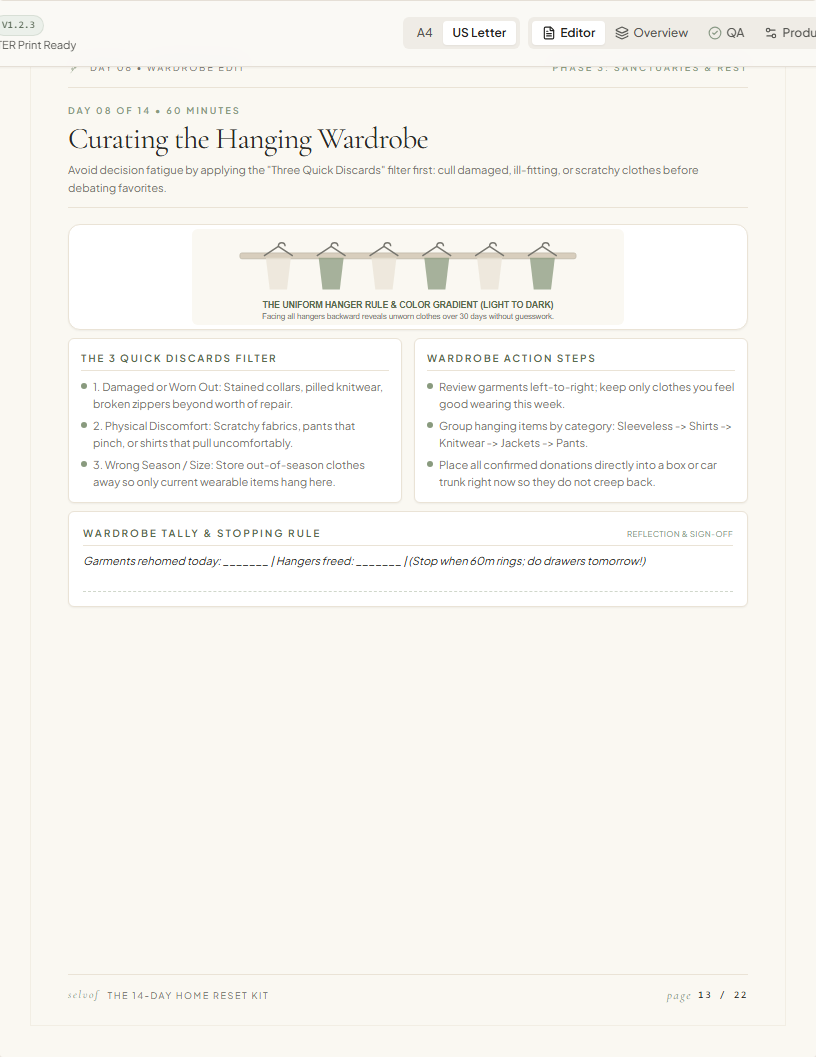 V1.2.3
TER Print Ready
A4
US Letter
Editor
Overview
QA
Produ
DAY 08 • WARDROBE EDIT
PHASE 3: SANCTUARIES & REST
DAY 08 OF 14 • 60 MINUTES
Curating the Hanging Wardrobe
Avoid decision fatigue by applying the "Three Quick Discards" filter first: cull damaged, ill-fitting, or scratchy clothes before
debating favorites.
THE UNIFORM HANGER RULE & COLOR GRADIENT (LIGHT TO DARK)
Facing all hangers backward reveals unworn clothes over 30 days without guesswork.
THE 3 QUICK DISCARDS FILTER
1. Damaged or Worn Out: Stained collars, pilled knitwear,
broken zippers beyond worth of repair.
2. Physical Discomfort: Scratchy fabrics, pants that
pinch, or shirts that pull uncomfortably.
3. Wrong Season / Size: Store out-of-season clothes
away so only current wearable items hang here.
WARDROBE ACTION STEPS
Review garments left-to-right; keep only clothes you feel
good wearing this week.
Group hanging items by category: Sleeveless -> Shirts ->
Knitwear -> Jackets -> Pants.
Place all confirmed donations directly into a box or car
trunk right now so they do not creep back.
WARDROBE TALLY & STOPPING RULE
REFLECTION & SIGN-OFF
Garments rehomed today: _______ | Hangers freed: _______ | (Stop when 60m rings; do drawers tomorrow!)
selvof THE 14-DAY HOME RESET KIT
page 13 / 22